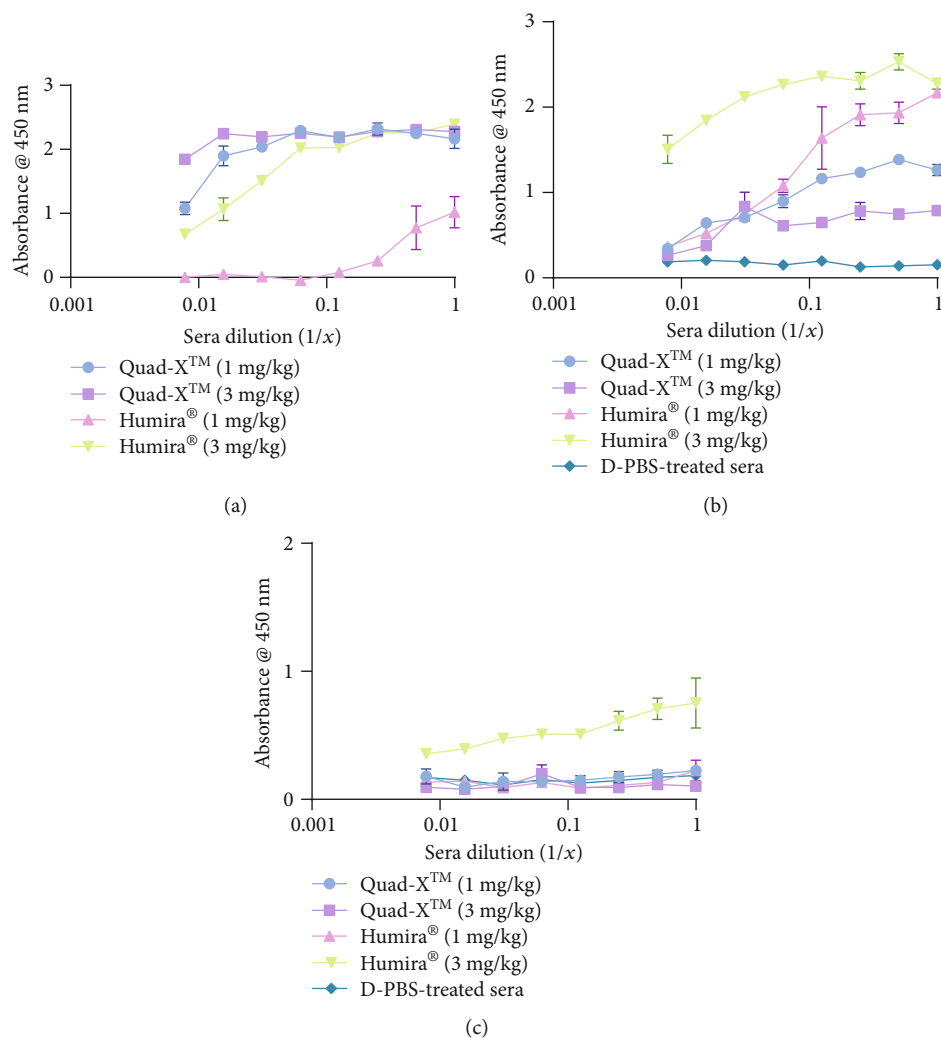 3
2
1
0
Absorbance @ 450 nm
0.001
0.01
0.1
1
Sera dilution (1/x)
Quad-X™ (1 mg/kg)
Quad-X™ (3 mg/kg)
Humira® (1 mg/kg)
Humira® (3 mg/kg)
(a)
3
2
1
0
Absorbance @ 450 nm
0.001
0.01
0.1
1
Sera dilution (1/x)
Quad-X™ (1 mg/kg)
Quad-X™ (3 mg/kg)
Humira® (1 mg/kg)
Humira® (3 mg/kg)
D-PBS-treated sera
(b)
2
1
0
Absorbance @ 450 nm
0.001
0.01
0.1
1
Sera dilution (1/x)
Quad-X™ (1 mg/kg)
Quad-X™ (3 mg/kg)
Humira® (1 mg/kg)
Humira® (3 mg/kg)
D-PBS-treated sera
(c)